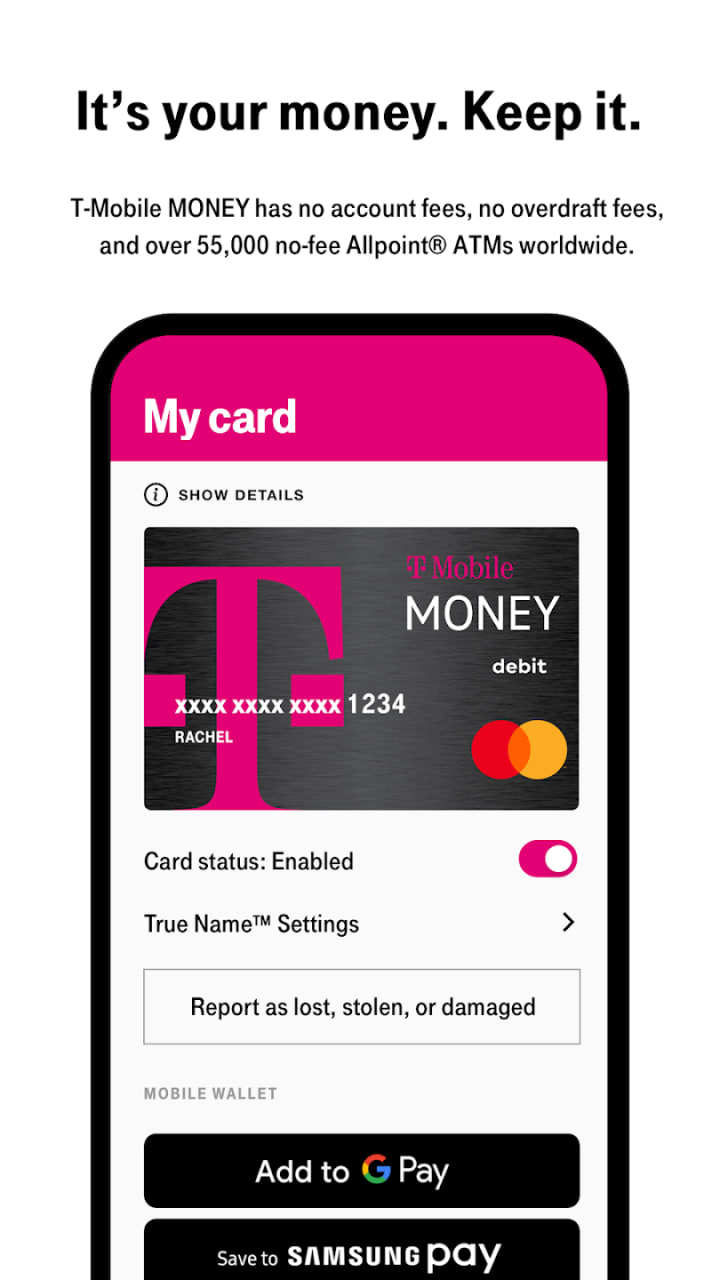 It's your money. Keep it.
T-Mobile MONEY has no account fees, no overdraft fees,
and over 55,000 no-fee Allpoint® ATMs worldwide.
My card
SHOW DETAILS
T Mobile
MONEY
debit
xxxx xxxx xxxx 1234
RACHEL
Card status: Enabled
True Name™ Settings
Report as lost, stolen, or damaged
MOBILE WALLET
Add to G Pay
Save to SAMSUNG pay